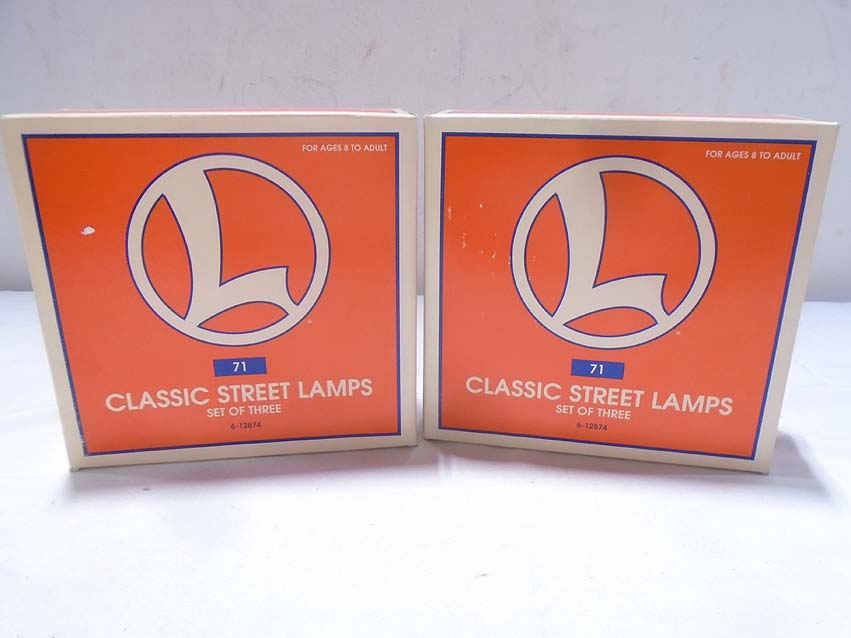 FOR AGES 8 TO ADULT
L
71
CLASSIC STREET LAMPS
SET OF THREE
6-12874
FOR AGES 8 TO ADULT
L
71
CLASSIC STREET LAMPS
SET OF THREE
6-12874